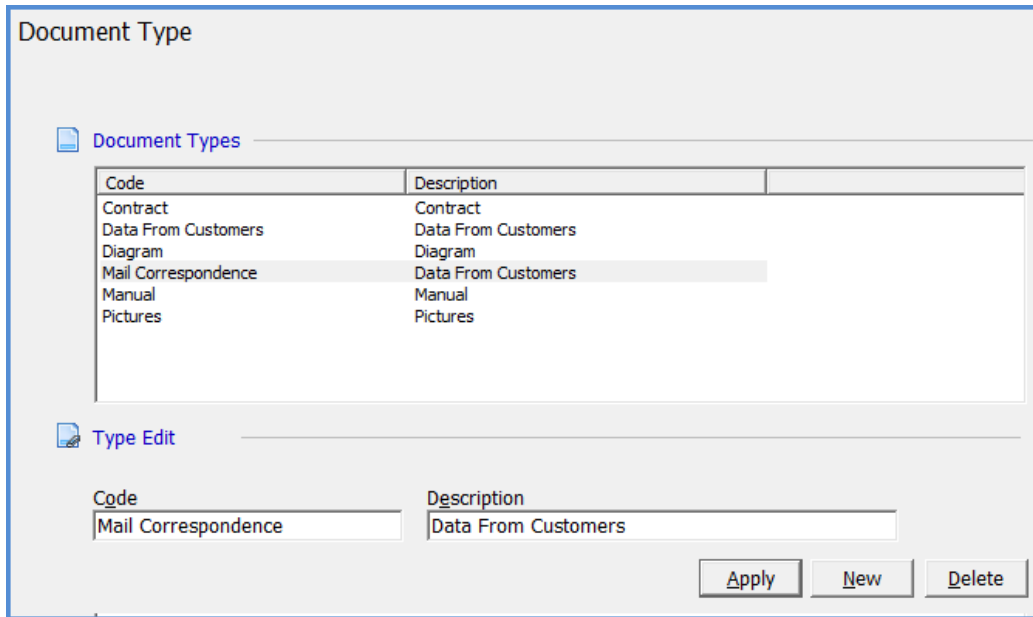 Document Type
Document Types
Code Description
Contract Contract
Data From Customers Data From Customers
Diagram Diagram
Mail Correspondence Data From Customers
Manual Manual
Pictures Pictures
Type Edit
Code Description
Mail Correspondence Data From Customers
Apply New Delete